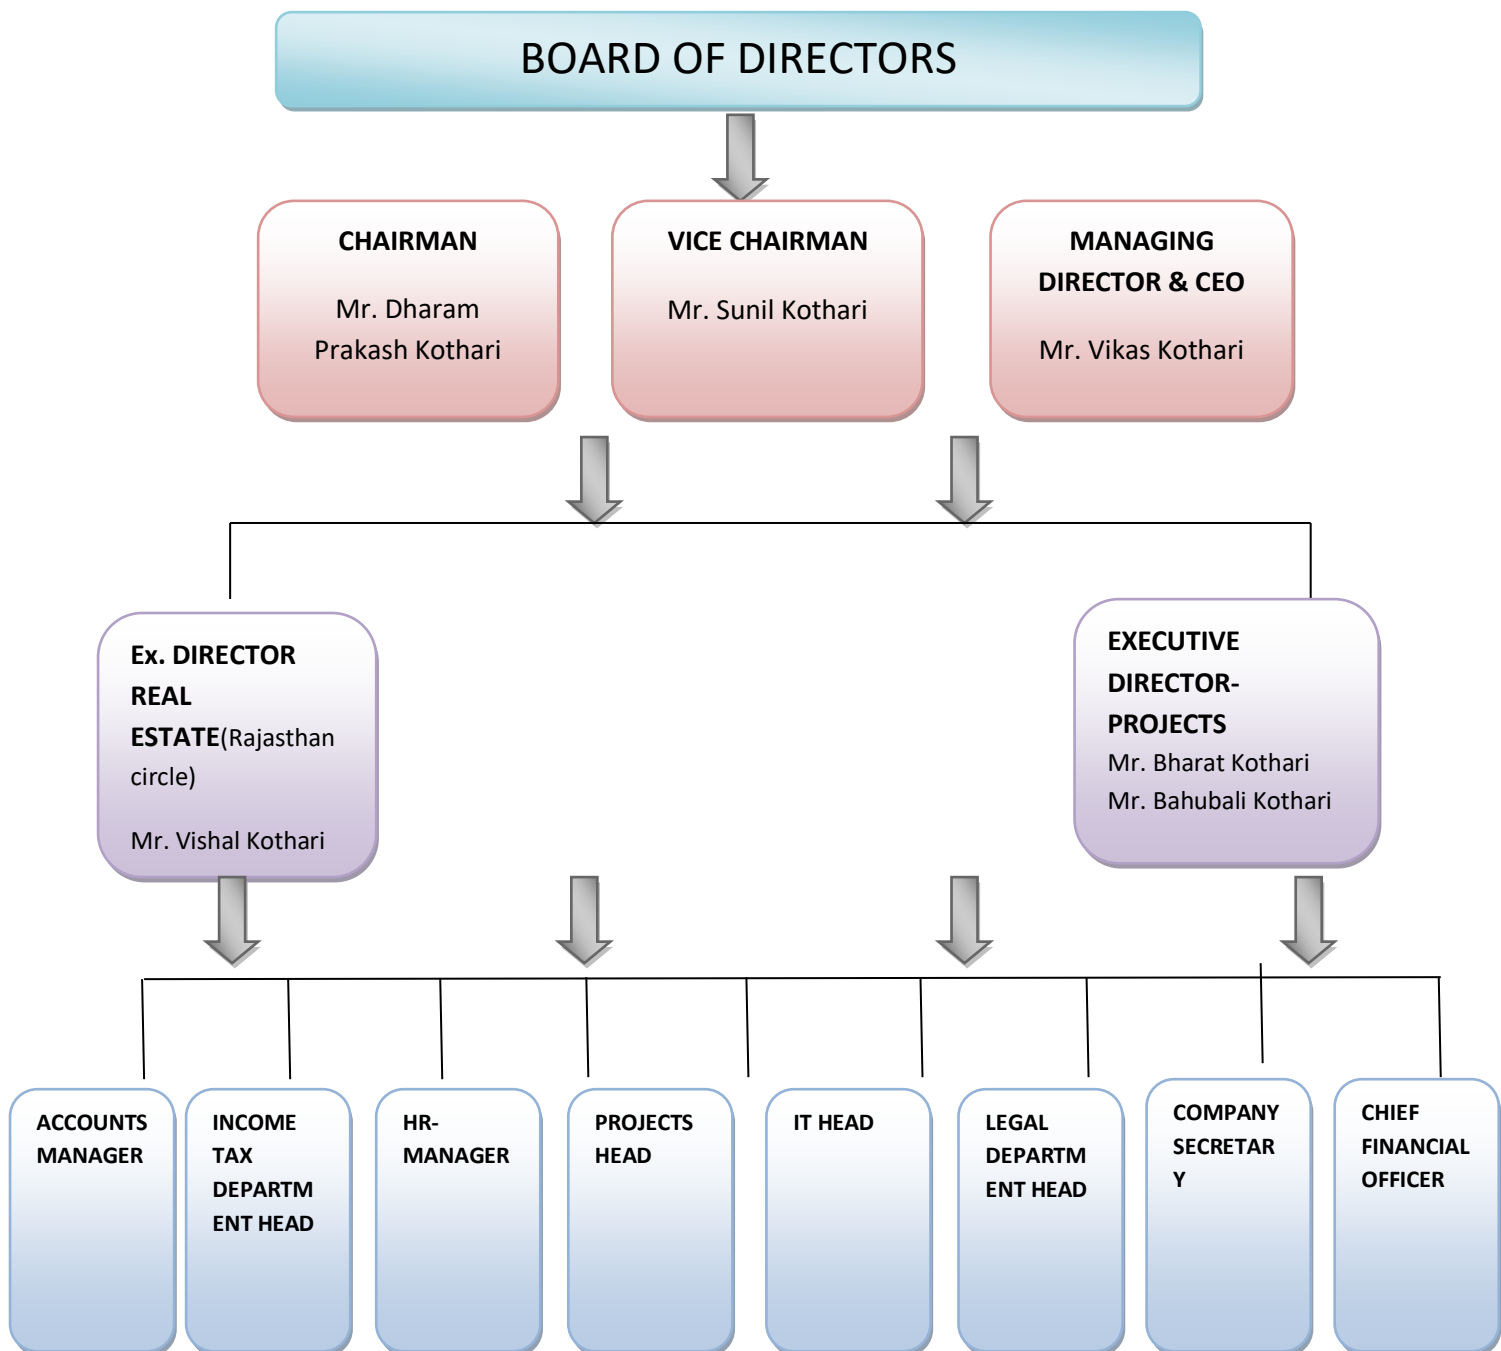 BOARD OF DIRECTORS
CHAIRMAN
Mr. Dharam
Prakash Kothari
VICE CHAIRMAN
Mr. Sunil Kothari
MANAGING
DIRECTOR & CEO
Mr. Vikas Kothari
Ex. DIRECTOR
REAL
ESTATE(Rajasthan
circle)
Mr. Vishal Kothari
EXECUTIVE
DIRECTOR-
PROJECTS
Mr. Bharat Kothari
Mr. Bahubali Kothari
ACCOUNTS
MANAGER
INCOME
TAX
DEPARTM
ENT HEAD
HR-
MANAGER
PROJECTS
HEAD
IT HEAD
LEGAL
DEPARTM
ENT HEAD
COMPANY
SECRETAR
Y
CHIEF
FINANCIAL
OFFICER